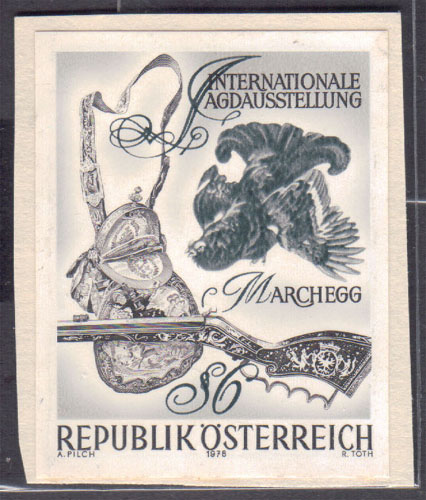 INTERNATIONALE
JAGDAUSSTELLUNG
MARCHEGG
S6
REPUBLIK ÖSTERREICH
A. PILCH 1978 R. TOTH